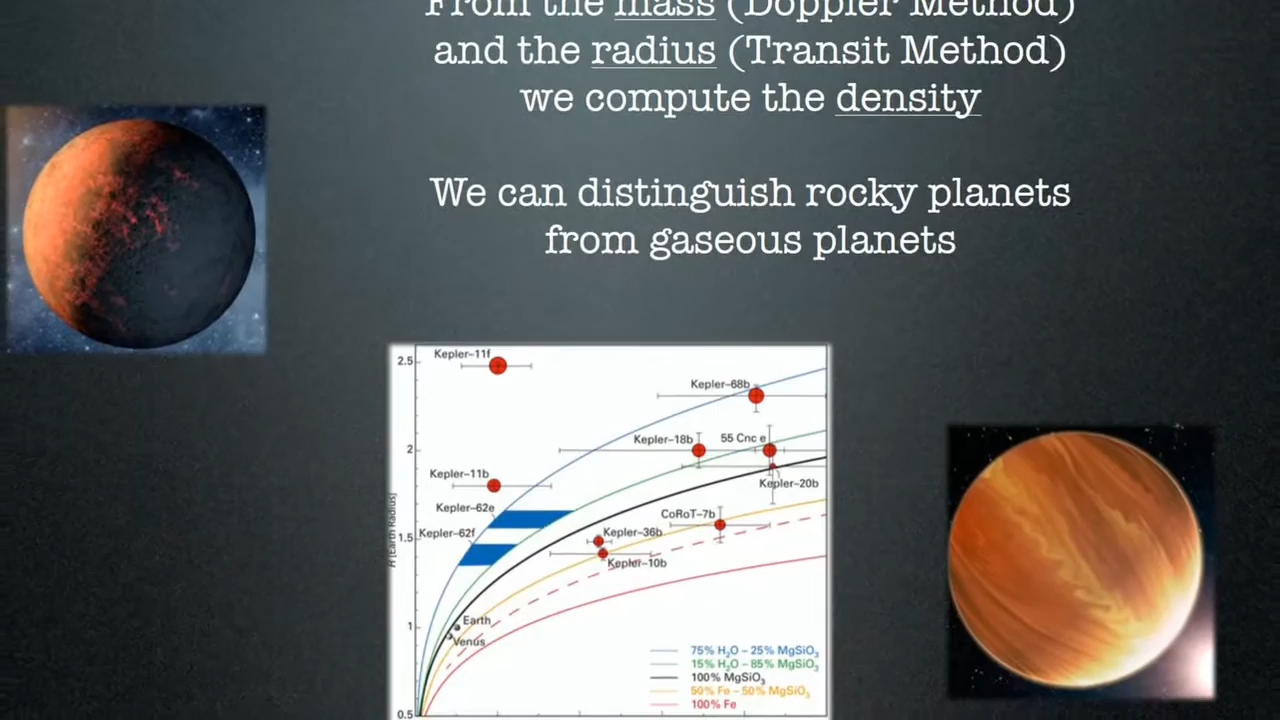 From the mass (Doppler Method)
and the radius (Transit Method)
we compute the density
We can distinguish rocky planets
from gaseous planets
Kepler–11f
2.5
Kepler–68b
Kepler–18b
55 Cnc e
2
Kepler–11b
Kepler–20b
Kepler–62e
CoRoT–7b
Kepler–62f
Kepler–36b
1.5
R [Earth Radius]
Kepler–10b
Earth
1
Venus
75% H₂O – 25% MgSiO₃
15% H₂O – 85% MgSiO₃
100% MgSiO₃
50% Fe – 50% MgSiO₃
100% Fe
0.5